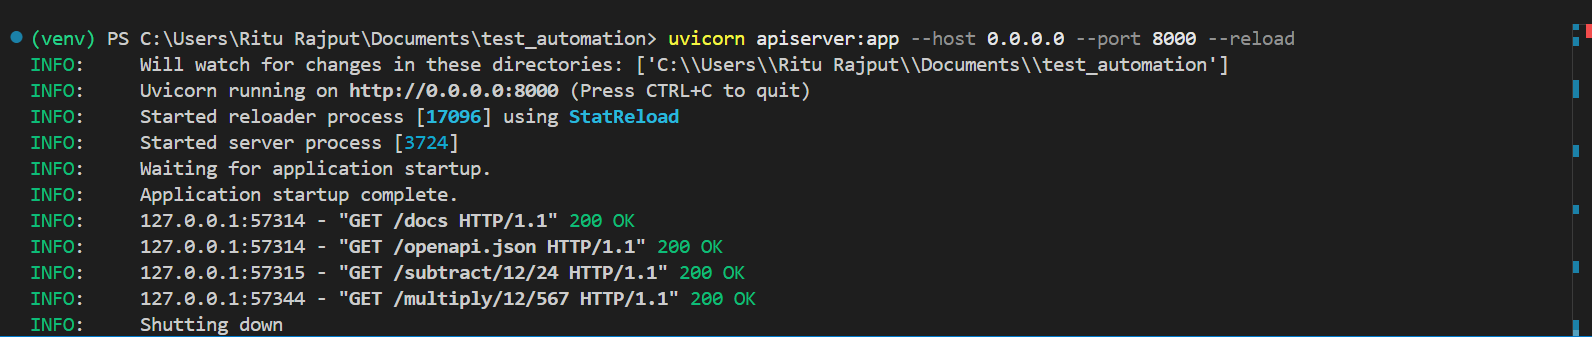 (venv) PS C:\Users\Ritu Rajput\Documents\test_automation> uvicorn apiserver:app --host 0.0.0.0 --port 8000 --reload
INFO:     Will watch for changes in these directories: ['C:\\Users\\Ritu Rajput\\Documents\\test_automation']
INFO:     Uvicorn running on http://0.0.0.0:8000 (Press CTRL+C to quit)
INFO:     Started reloader process [17096] using StatReload
INFO:     Started server process [3724]
INFO:     Waiting for application startup.
INFO:     Application startup complete.
INFO:     127.0.0.1:57314 - "GET /docs HTTP/1.1" 200 OK
INFO:     127.0.0.1:57314 - "GET /openapi.json HTTP/1.1" 200 OK
INFO:     127.0.0.1:57315 - "GET /subtract/12/24 HTTP/1.1" 200 OK
INFO:     127.0.0.1:57344 - "GET /multiply/12/567 HTTP/1.1" 200 OK
INFO:     Shutting down